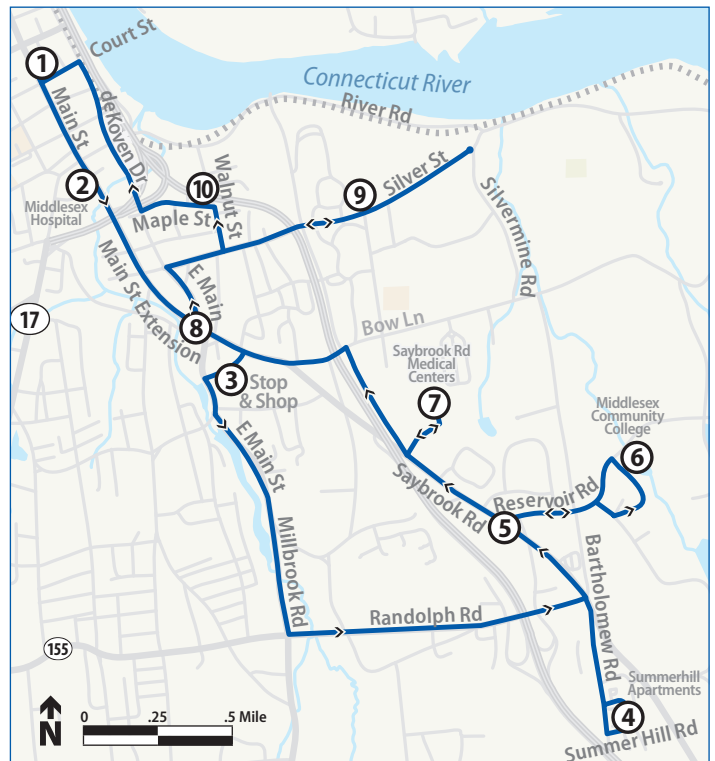 Court St
1
Connecticut River
River Rd
deKoven Dr
Main St
Walnut St
10
9
Silver St
2
Middlesex
Hospital
Maple St
Silvermine Rd
E Main
Main St Extension
17
8
Bow Ln
Saybrook Rd
Medical
Centers
3
Stop
& Shop
7
Middlesex
Community
College
6
E Main St
Saybrook Rd
Reservoir Rd
5
Millbrook Rd
Bartholomew Rd
Randolph Rd
155
Summerhill
Apartments
4
Summer Hill Rd
N
0 .25 .5 Mile